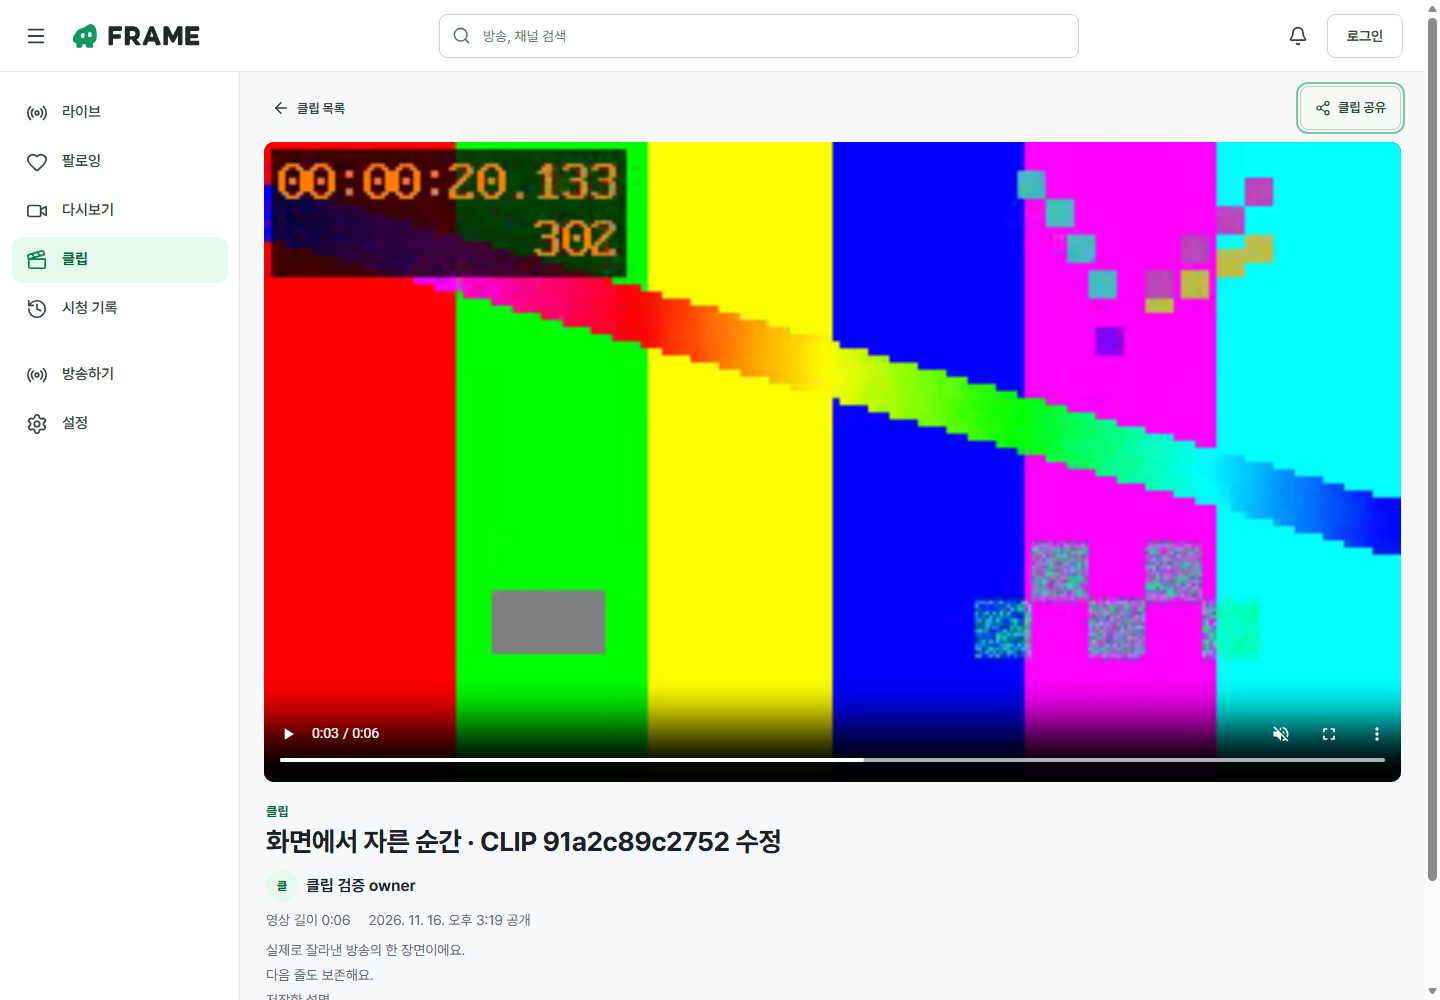 FRAME
방송, 채널 검색
로그인
라이브
팔로잉
다시보기
클립
시청 기록
방송하기
설정
클립 목록
클립 공유
00:00:20.133
302
0:03 / 0:06
클립
화면에서 자른 순간 · CLIP 91a2c89c2752 수정
클 클립 검증 owner
영상 길이 0:06 2026. 11. 16. 오후 3:19 공개
실제로 잘라낸 방송의 한 장면이에요.
다음 줄도 보존해요.